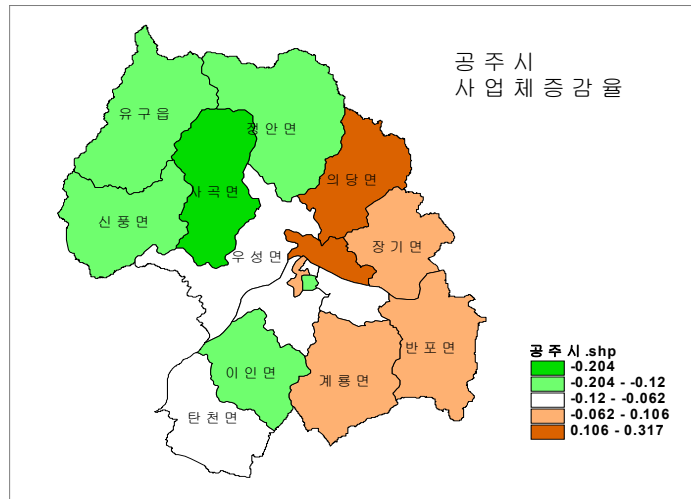 공주시
사업체증감율
유구읍
정안면
의당면
사곡면
신풍면
우성면
장기면
반포면
이인면
계룡면
탄천면
공주시.shp
-0.204
-0.204 - -0.12
-0.12 - -0.062
-0.062 - 0.106
0.106 - 0.317